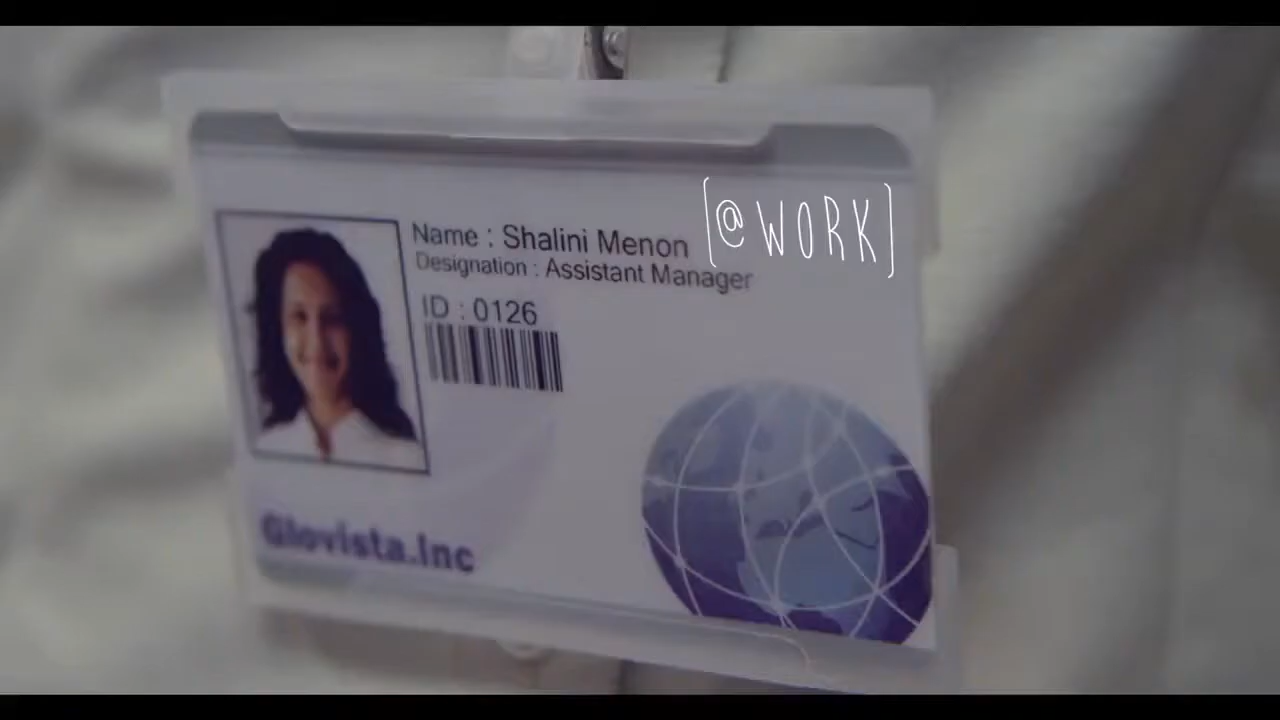 [@WORK]
Name : Shalini Menon
Designation : Assistant Manager
ID : 0126
Glovista.Inc